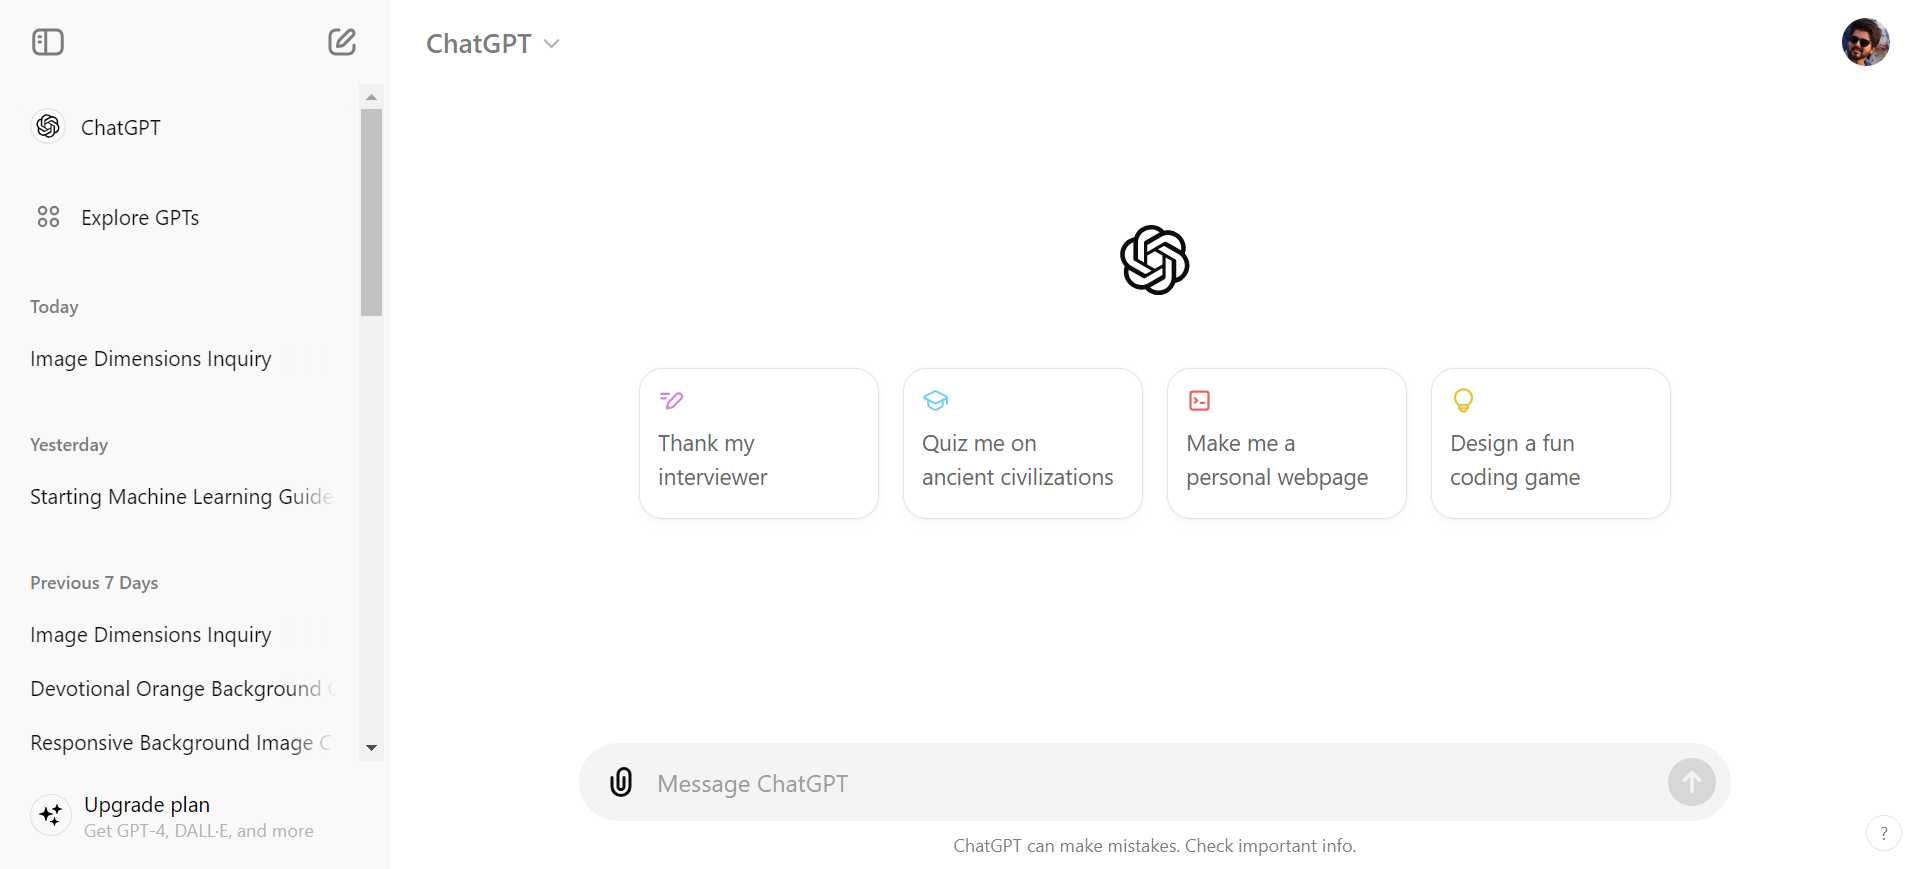 ChatGPT
Explore GPTs
Today
Image Dimensions Inquiry
Yesterday
Starting Machine Learning Guide
Previous 7 Days
Image Dimensions Inquiry
Devotional Orange Background
Responsive Background Image C
Upgrade plan
Get GPT-4, DALL·E, and more
ChatGPT
Thank my
interviewer
Quiz me on
ancient civilizations
Make me a
personal webpage
Design a fun
coding game
Message ChatGPT
ChatGPT can make mistakes. Check important info.
?